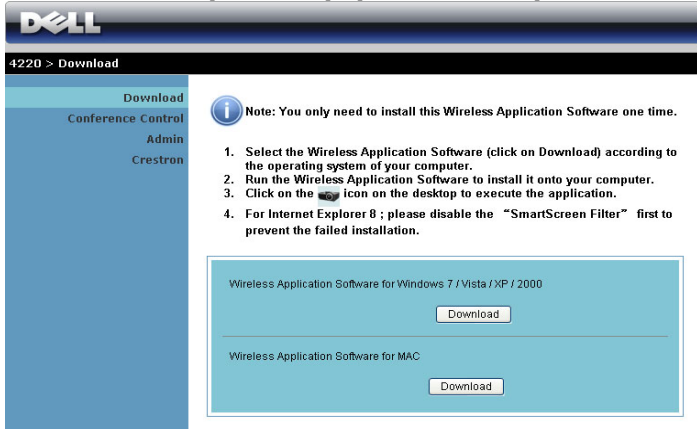 DELL
4220 > Download
Download
Conference Control
Admin
Crestron
Note: You only need to install this Wireless Application Software one time.
1. Select the Wireless Application Software (click on Download) according to
the operating system of your computer.
2. Run the Wireless Application Software to install it onto your computer.
3. Click on the icon on the desktop to execute the application.
4. For Internet Explorer 8 ; please disable the “SmartScreen Filter” first to
prevent the failed installation.
Wireless Application Software for Windows 7 / Vista / XP / 2000
Download
Wireless Application Software for MAC
Download